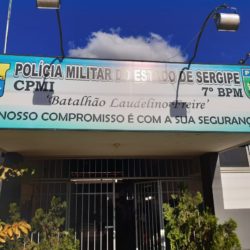 POLÍCIA MILITAR DO ESTADO DE SERGIPE
CPMI 7º BPM
'Batalhão Laudelino Freire'
NOSSO COMPROMISSO É COM A SUA SEGURANÇA